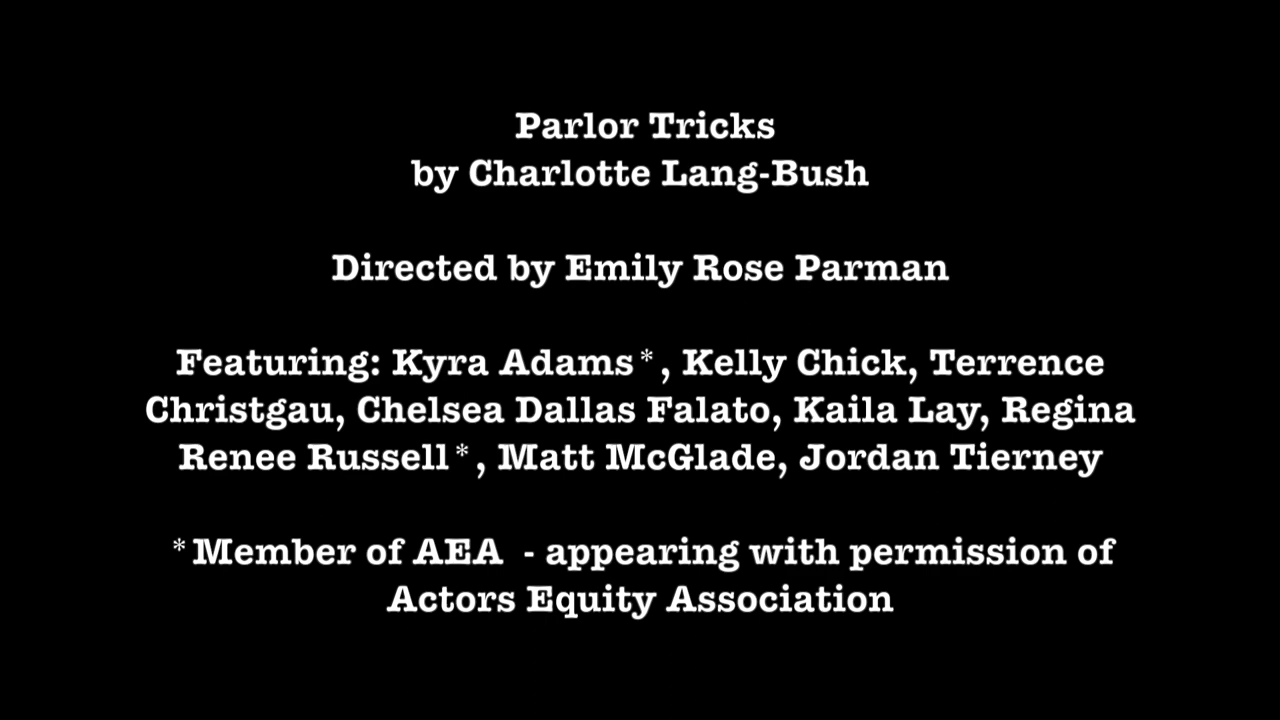 Parlor Tricks
by Charlotte Lang-Bush
Directed by Emily Rose Parman
Featuring: Kyra Adams*, Kelly Chick, Terrence
Christgau, Chelsea Dallas Falato, Kaila Lay, Regina
Renee Russell*, Matt McGlade, Jordan Tierney
*Member of AEA  - appearing with permission of
Actors Equity Association